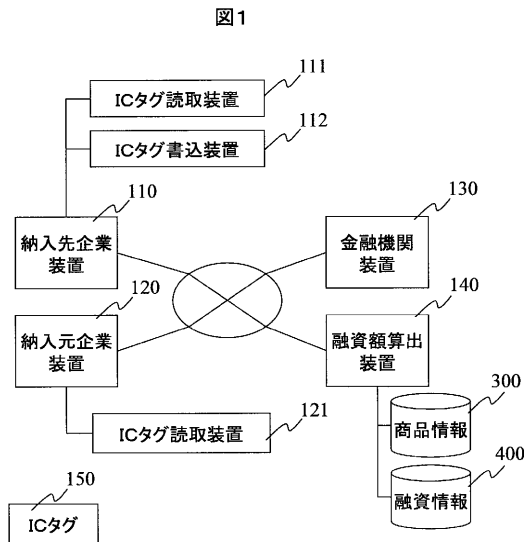 図1
111
ICタグ読取装置
112
ICタグ書込装置
110
納入先企業
装置
130
金融機関
装置
120
納入元企業
装置
140
融資額算出
装置
121
ICタグ読取装置
300
商品情報
400
融資情報
150
ICタグ